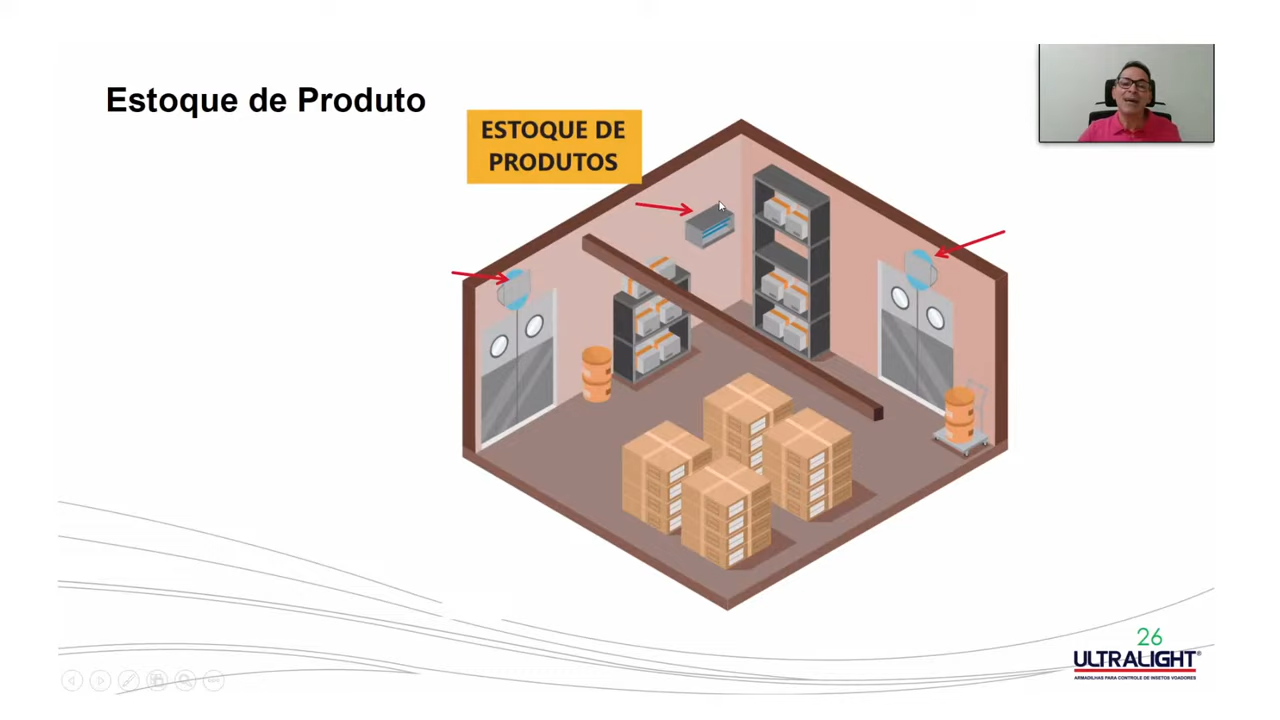 Estoque de Produto
ESTOQUE DE
PRODUTOS
26
ULTRALIGHT®
ARMADILHAS PARA CONTROLE DE INSETOS VOADORES